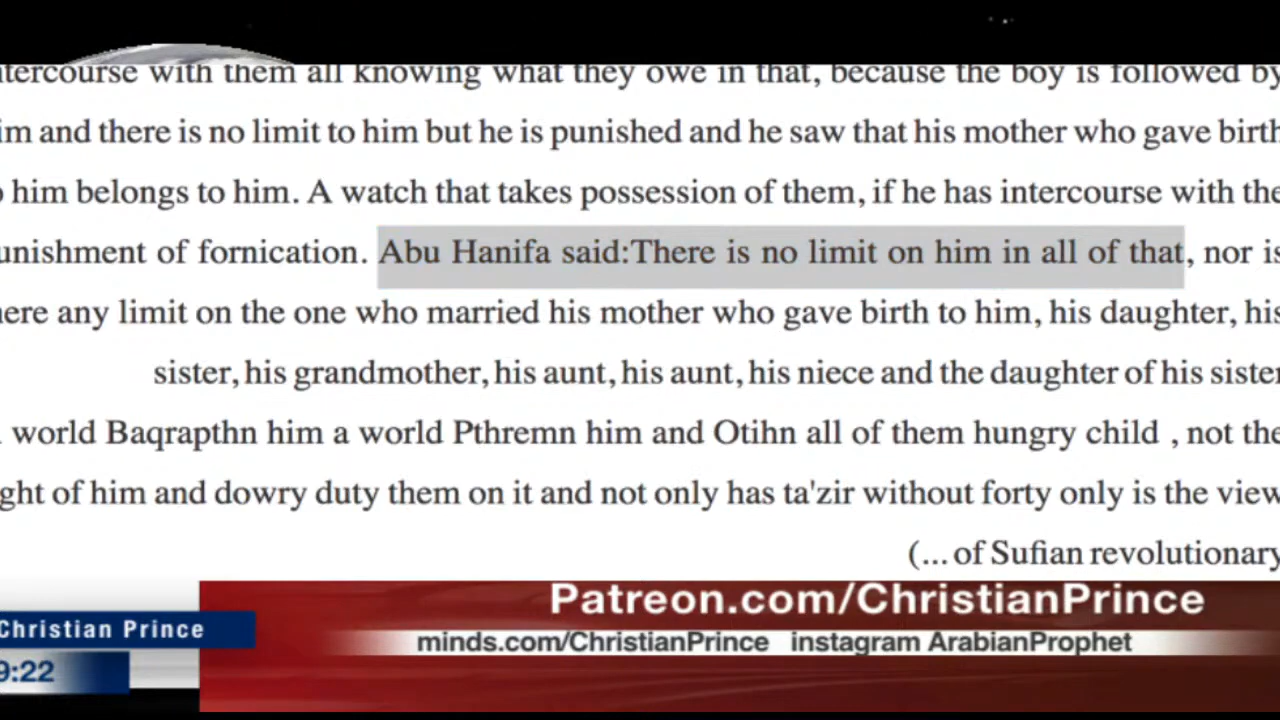 ntercourse with them all knowing what they owe in that, because the boy is followed by
im and there is no limit to him but he is punished and he saw that his mother who gave birth
o him belongs to him. A watch that takes possession of them, if he has intercourse with the
unishment of fornication. Abu Hanifa said:There is no limit on him in all of that, nor is
here any limit on the one who married his mother who gave birth to him, his daughter, his
sister, his grandmother, his aunt, his aunt, his niece and the daughter of his sister
world Baqrapthn him a world Pthremn him and Otihn all of them hungry child , not the
ght of him and dowry duty them on it and not only has ta'zir without forty only is the view
(... of Sufian revolutionary
Patreon.com/ChristianPrince
Christian Prince
minds.com/ChristianPrince instagram ArabianProphet
9:22